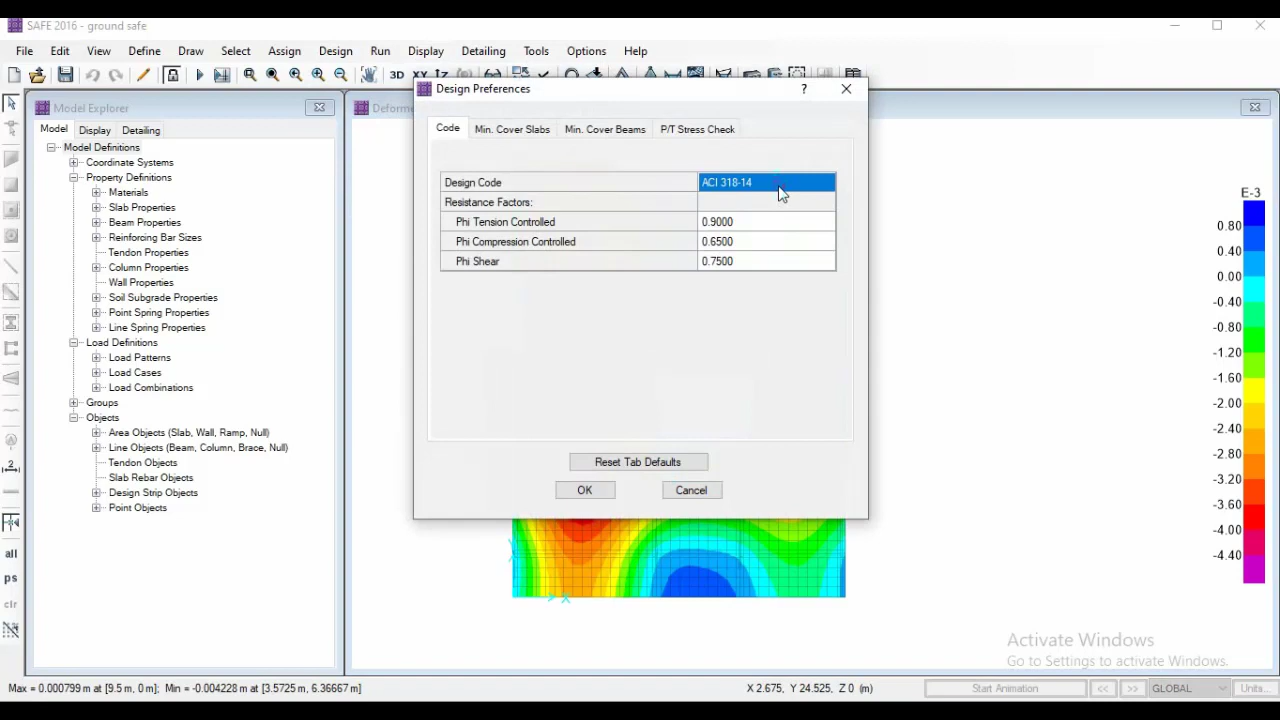 SAFE 2016 - ground safe
File Edit View Define Draw Select Assign Design Run Display Detailing Tools Options Help
3D
Model Explorer
Model Display Detailing
Model Definitions
Coordinate Systems
Property Definitions
Materials
Slab Properties
Beam Properties
Reinforcing Bar Sizes
Tendon Properties
Column Properties
Wall Properties
Soil Subgrade Properties
Point Spring Properties
Line Spring Properties
Load Definitions
Load Patterns
Load Cases
Load Combinations
Groups
Objects
Area Objects (Slab, Wall, Ramp, Null)
Line Objects (Beam, Column, Brace, Null)
Tendon Objects
Slab Rebar Objects
Design Strip Objects
Point Objects
2
all
ps
clr
Design Preferences
?
Code Min. Cover Slabs Min. Cover Beams P/T Stress Check
Design Code ACI 318-14
Resistance Factors:
Phi Tension Controlled 0.9000
Phi Compression Controlled 0.6500
Phi Shear 0.7500
Reset Tab Defaults
OK Cancel
X
E-3
0.80
0.40
0.00
-0.40
-0.80
-1.20
-1.60
-2.00
-2.40
-2.80
-3.20
-3.60
-4.00
-4.40
Activate Windows
Go to Settings to activate Windows.
Max = 0.000799 m at [9.5 m, 0 m]; Min = -0.004228 m at [3.5725 m, 6.36667 m]
X 2.675, Y 24.525, Z 0 (m)
Start Animation << >> GLOBAL Units...